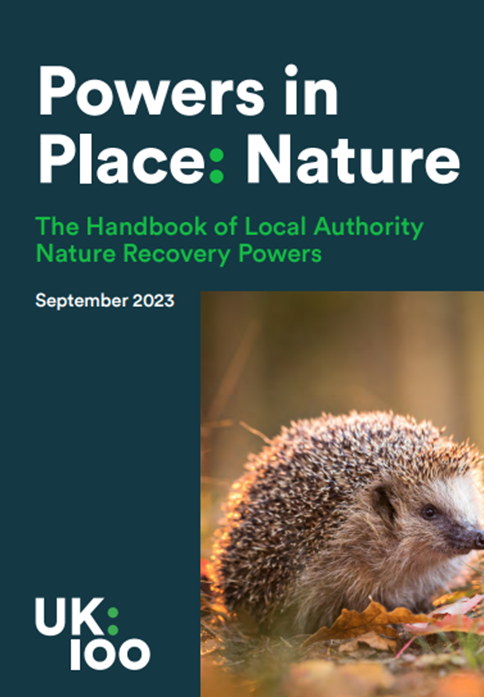 Powers in
Place: Nature
The Handbook of Local Authority
Nature Recovery Powers
September 2023
UK:
100